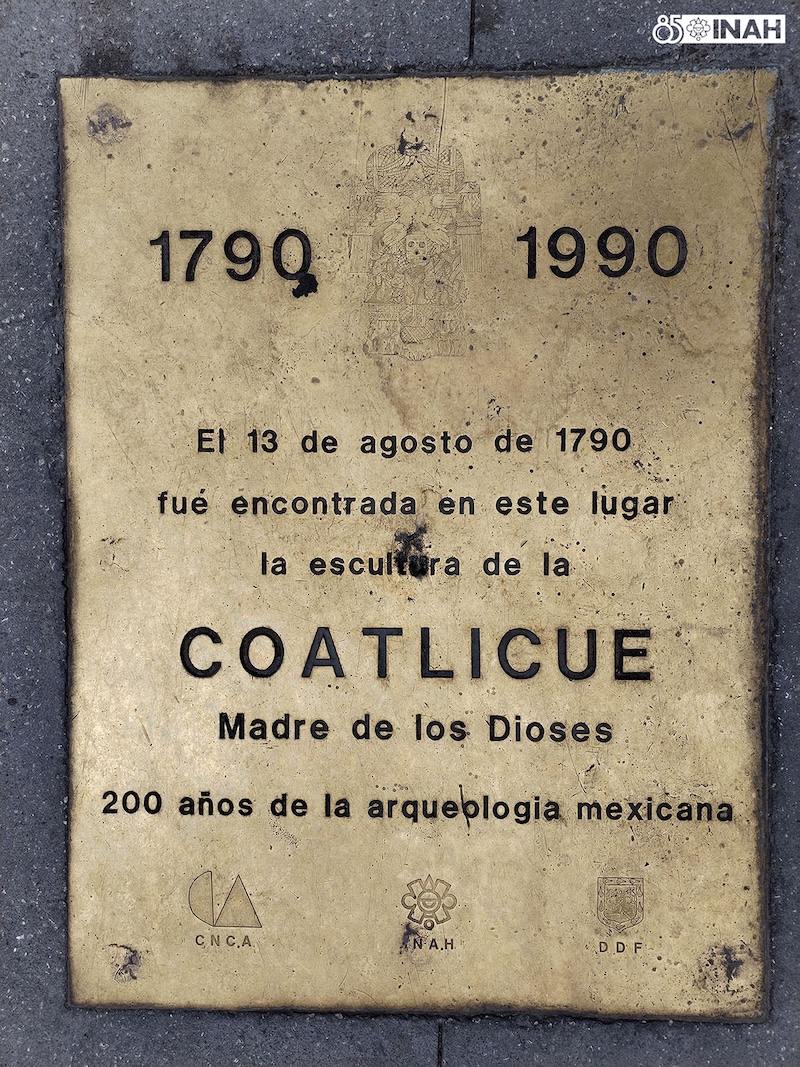 85 INAH
1790 1990
El 13 de agosto de 1790
fué encontrada en este lugar
la escultura de la
COATLICUE
Madre de los Dioses
200 años de la arqueologia mexicana
CNCA INAH DDF